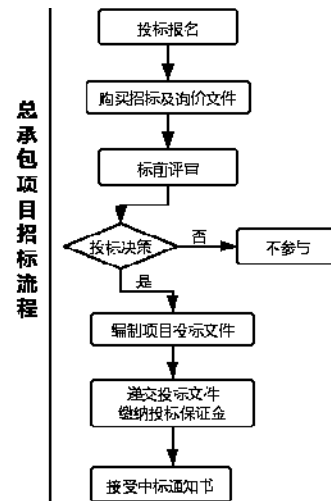 总承包项目招标流程
投标报名
购买招标及询价文件
标前评审
投标决策
否
不参与
是
编制项目投标文件
递交投标文件
缴纳投标保证金
接受中标通知书